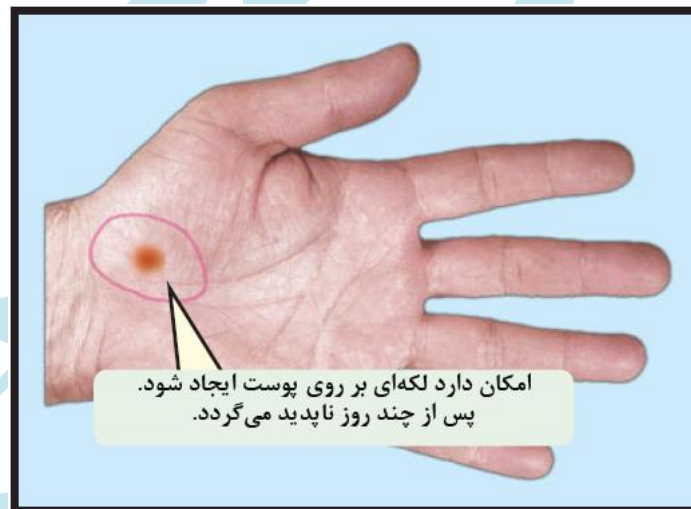 امکان دارد لکه‌ای بر روی پوست ایجاد شود.
پس از چند روز ناپدید می‌گردد.